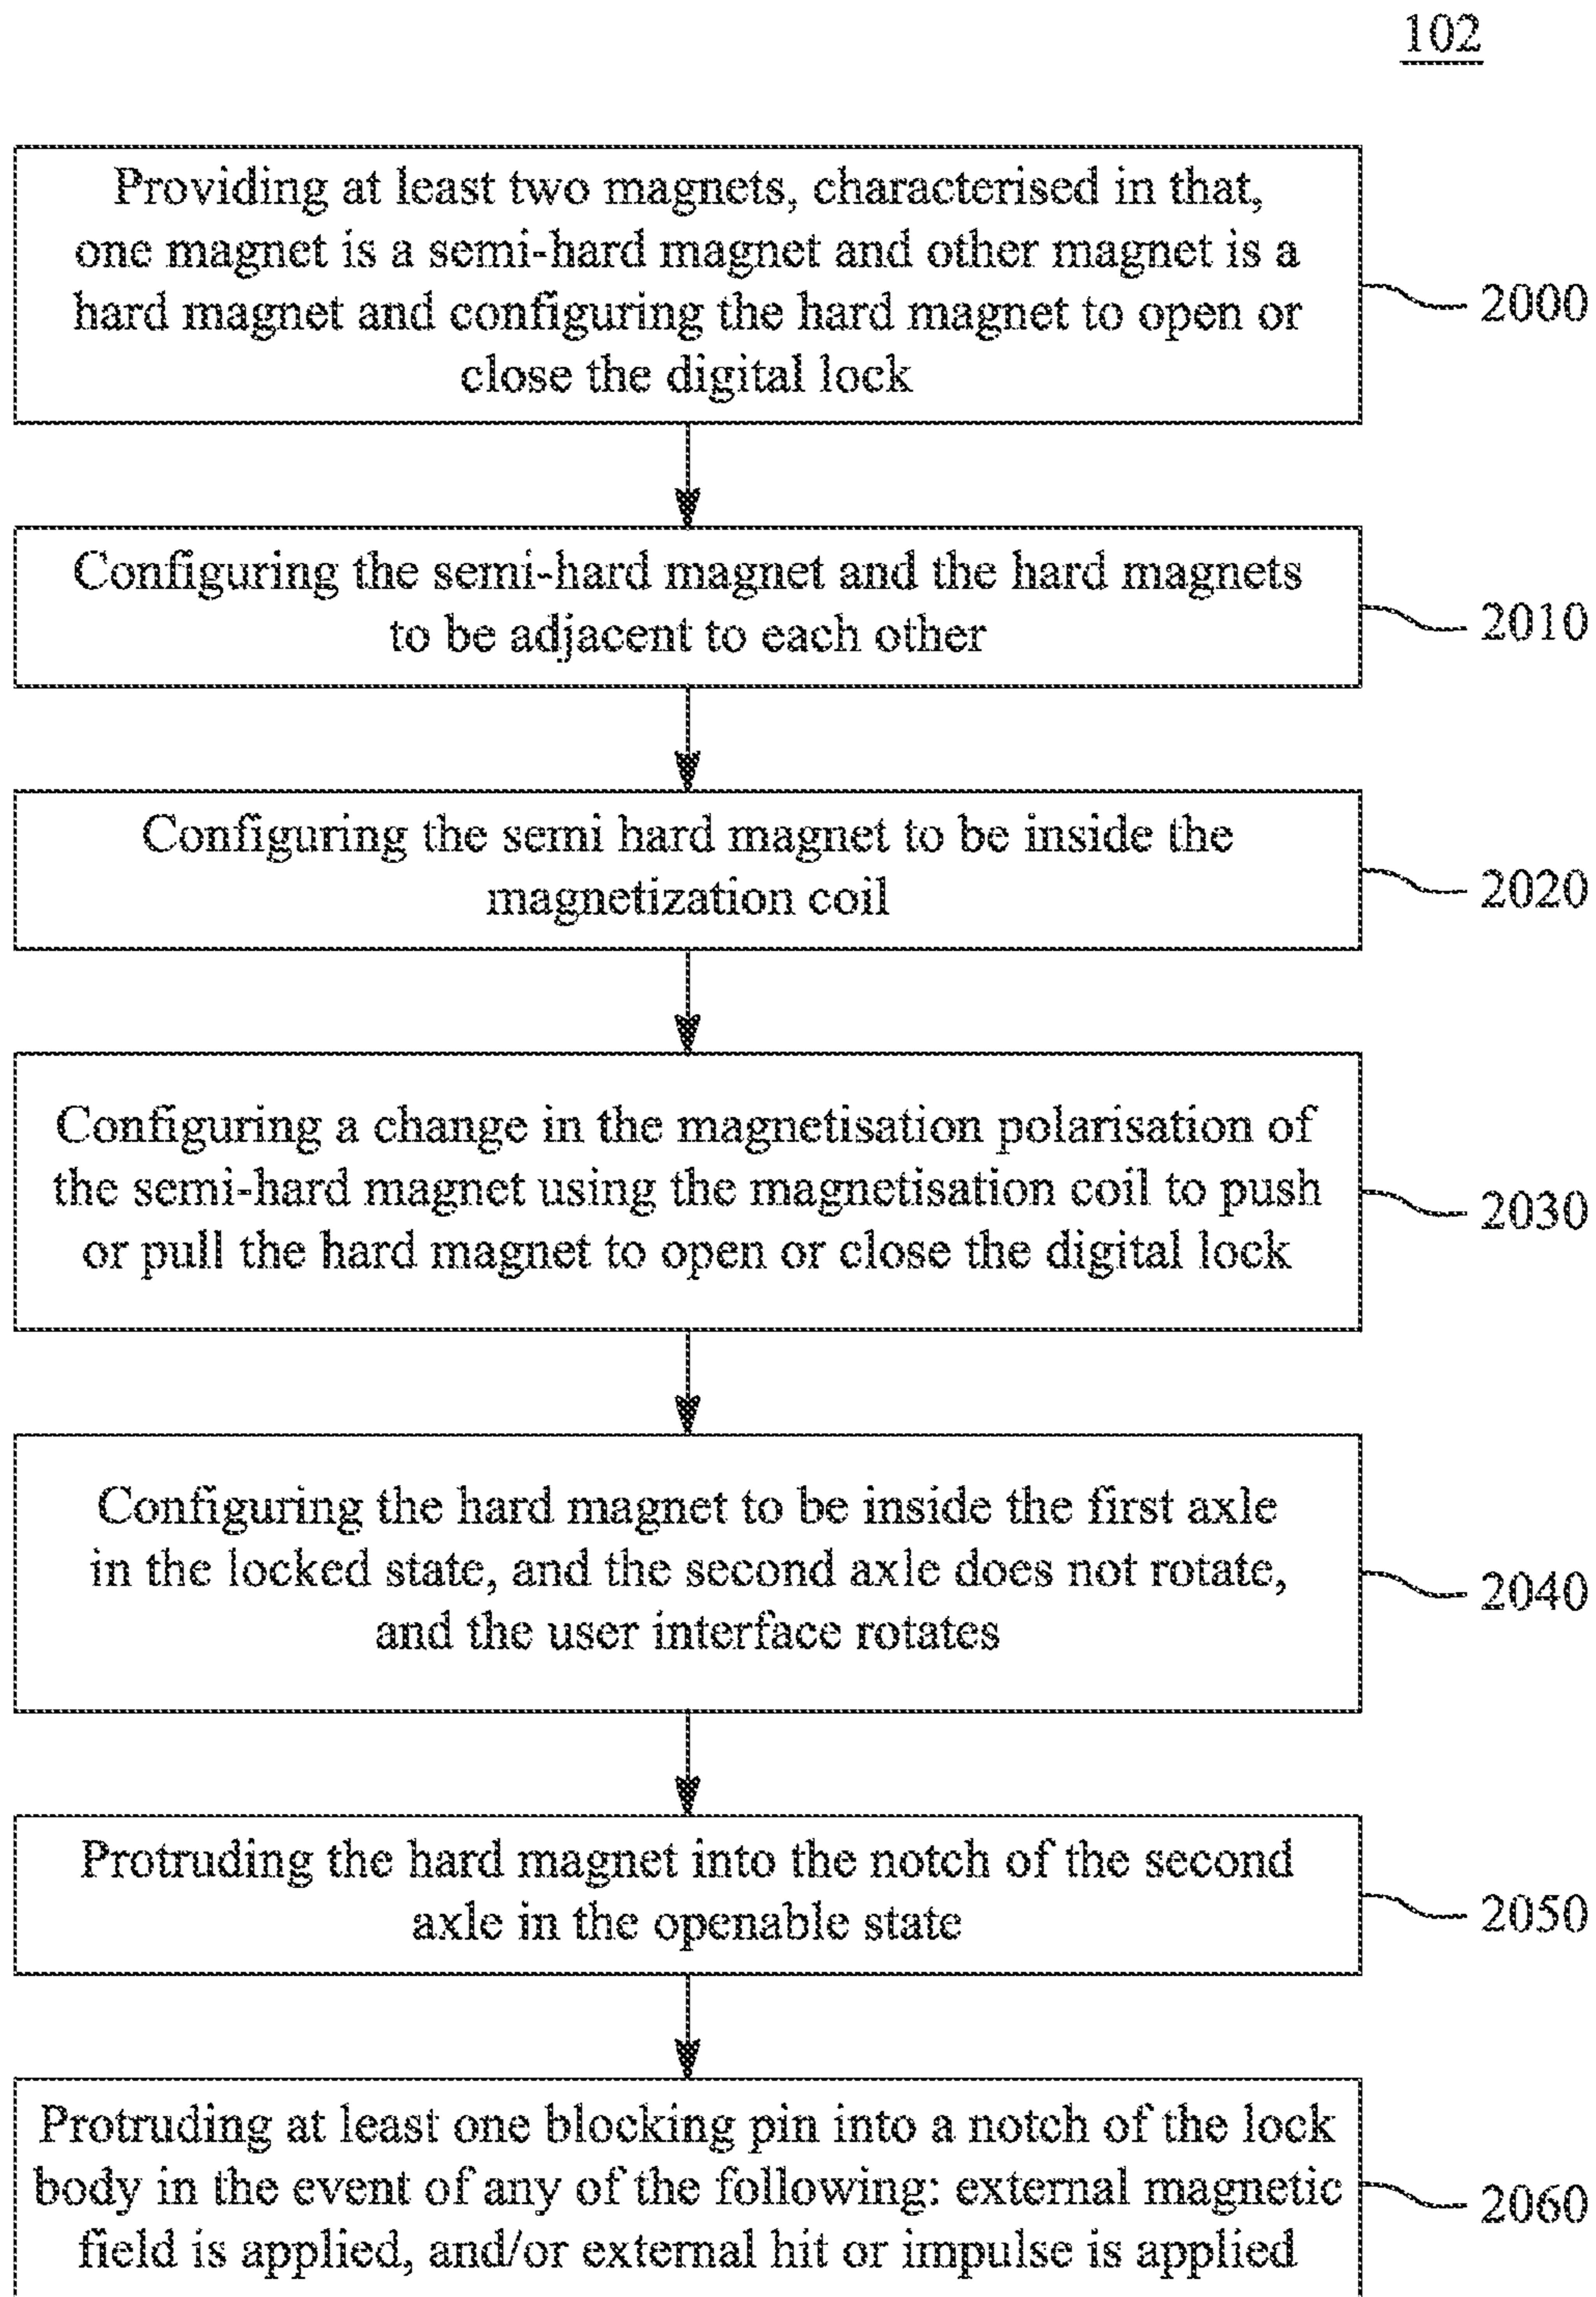 102
Providing at least two magnets, characterised in that,
one magnet is a semi-hard magnet and other magnet is a
hard magnet and configuring the hard magnet to open or
close the digital lock
2000
Configuring the semi-hard magnet and the hard magnets
to be adjacent to each other
2010
Configuring the semi hard magnet to be inside the
magnetization coil
2020
Configuring a change in the magnetisation polarisation of
the semi-hard magnet using the magnetisation coil to push
or pull the hard magnet to open or close the digital lock
2030
Configuring the hard magnet to be inside the first axle
in the locked state, and the second axle does not rotate,
and the user interface rotates
2040
Protruding the hard magnet into the notch of the second
axle in the openable state
2050
Protruding at least one blocking pin into a notch of the lock
body in the event of any of the following: external magnetic
field is applied, and/or external hit or impulse is applied
2060